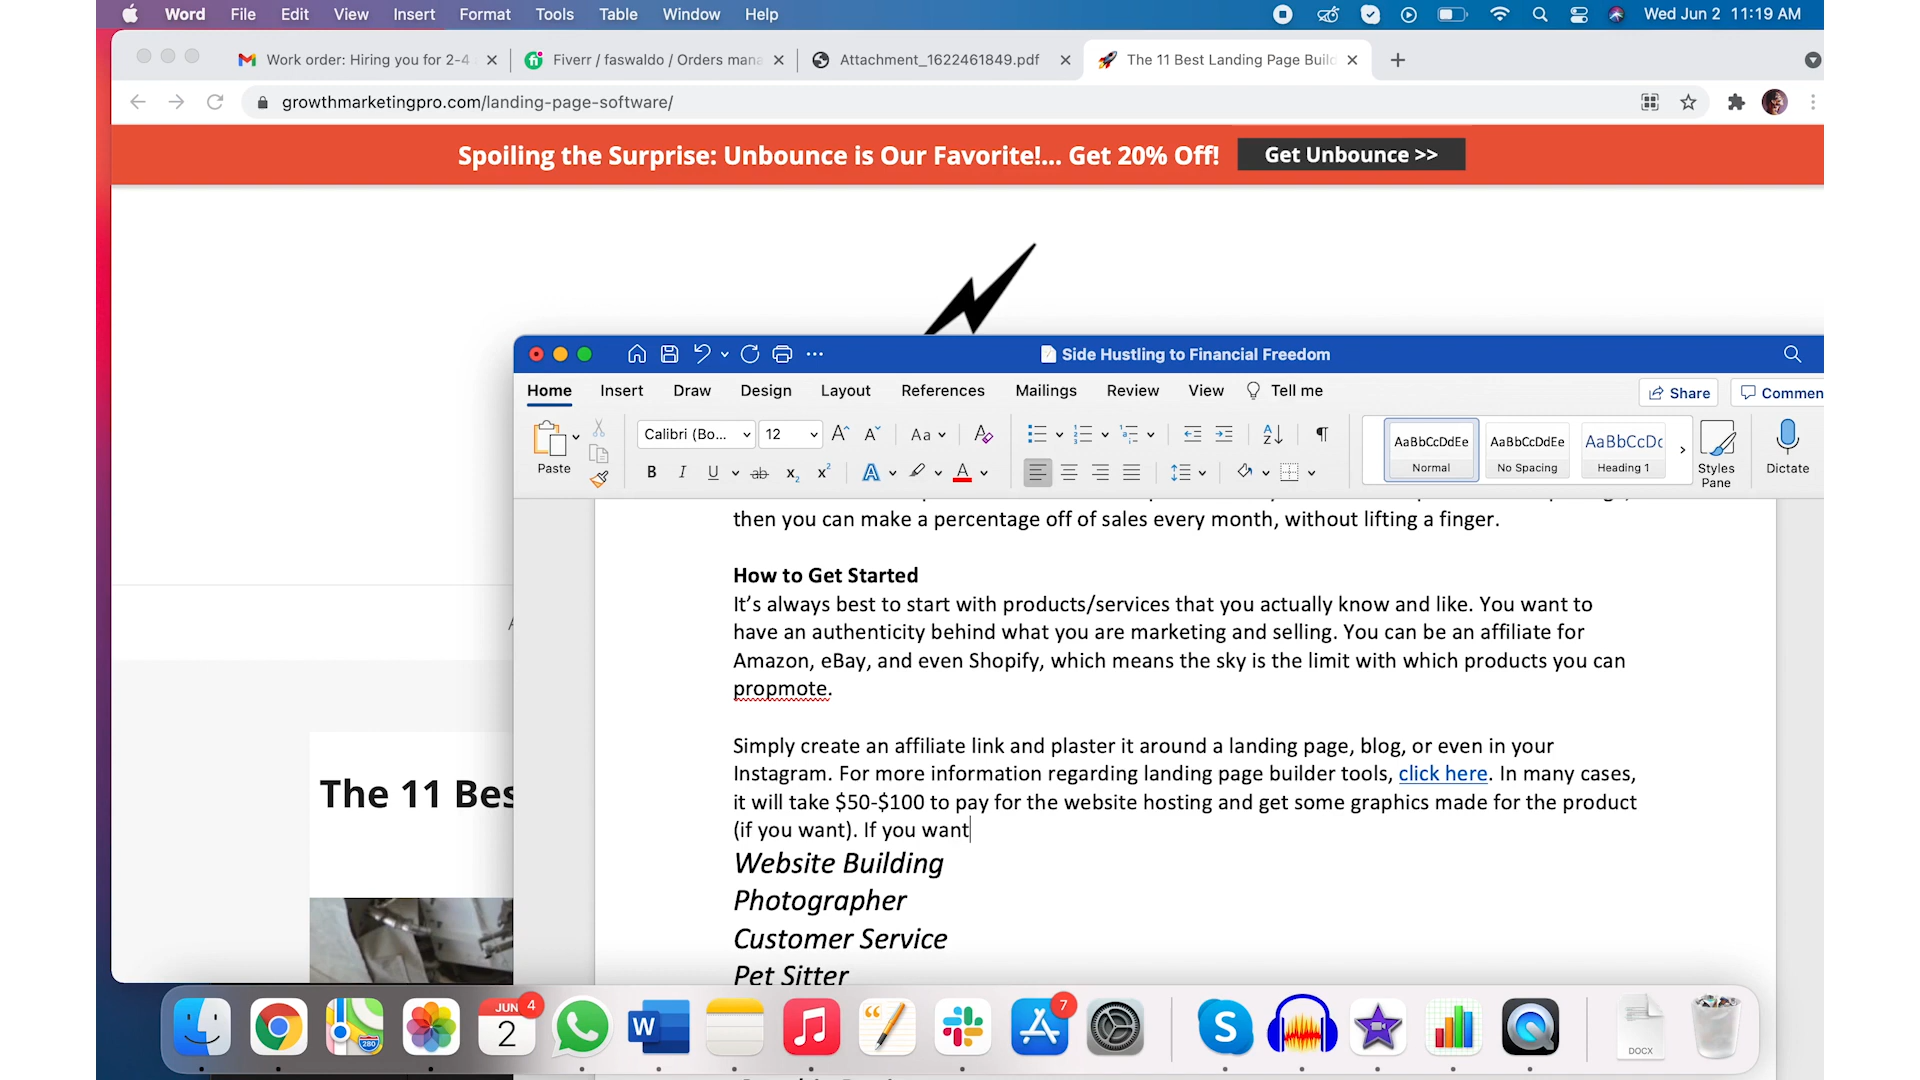 Word File Edit View Insert Format Tools Table Window Help Wed Jun 2 11:19 AM
Work order: Hiring you for 2-4 Fiverr / faswaldo / Orders mana Attachment_1622461849.pdf The 11 Best Landing Page Build
growthmarketingpro.com/landing-page-software/
Spoiling the Surprise: Unbounce is Our Favorite!... Get 20% Off! Get Unbounce >>
Side Hustling to Financial Freedom
Home Insert Draw Design Layout References Mailings Review View Tell me Share Commen
Paste Calibri (Bo... 12 Aa AaBbCcDdEe AaBbCcDdEe AaBbCcDc
Normal No Spacing Heading 1 Styles Pane Dictate
then you can make a percentage off of sales every month, without lifting a finger.
How to Get Started
It's always best to start with products/services that you actually know and like. You want to
have an authenticity behind what you are marketing and selling. You can be an affiliate for
Amazon, eBay, and even Shopify, which means the sky is the limit with which products you can
propmote.
Simply create an affiliate link and plaster it around a landing page, blog, or even in your
Instagram. For more information regarding landing page builder tools, click here. In many cases,
it will take $50-$100 to pay for the website hosting and get some graphics made for the product
(if you want). If you want
The 11 Bes
Website Building
Photographer
Customer Service
Pet Sitter
JUN 2 4
7
280
DOCX